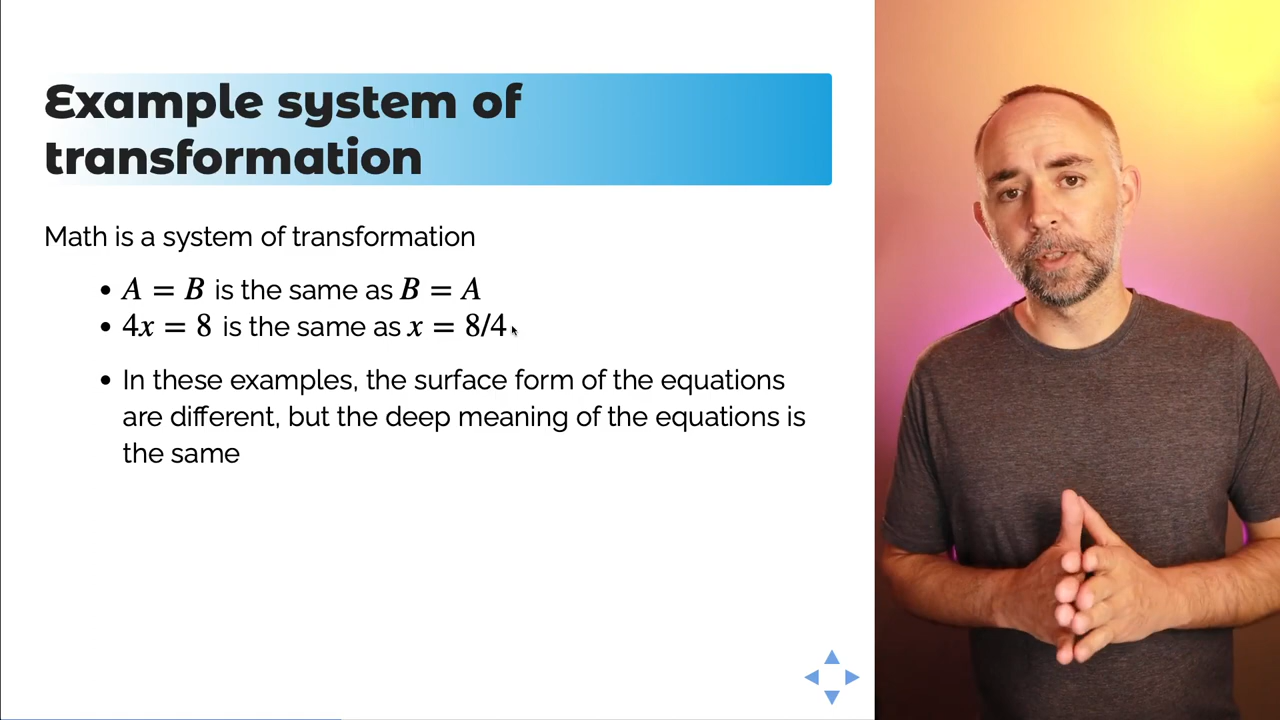 Example system of
transformation
Math is a system of transformation
• A = B is the same as B = A
• 4x = 8 is the same as x = 8/4
• In these examples, the surface form of the equations
are different, but the deep meaning of the equations is
the same